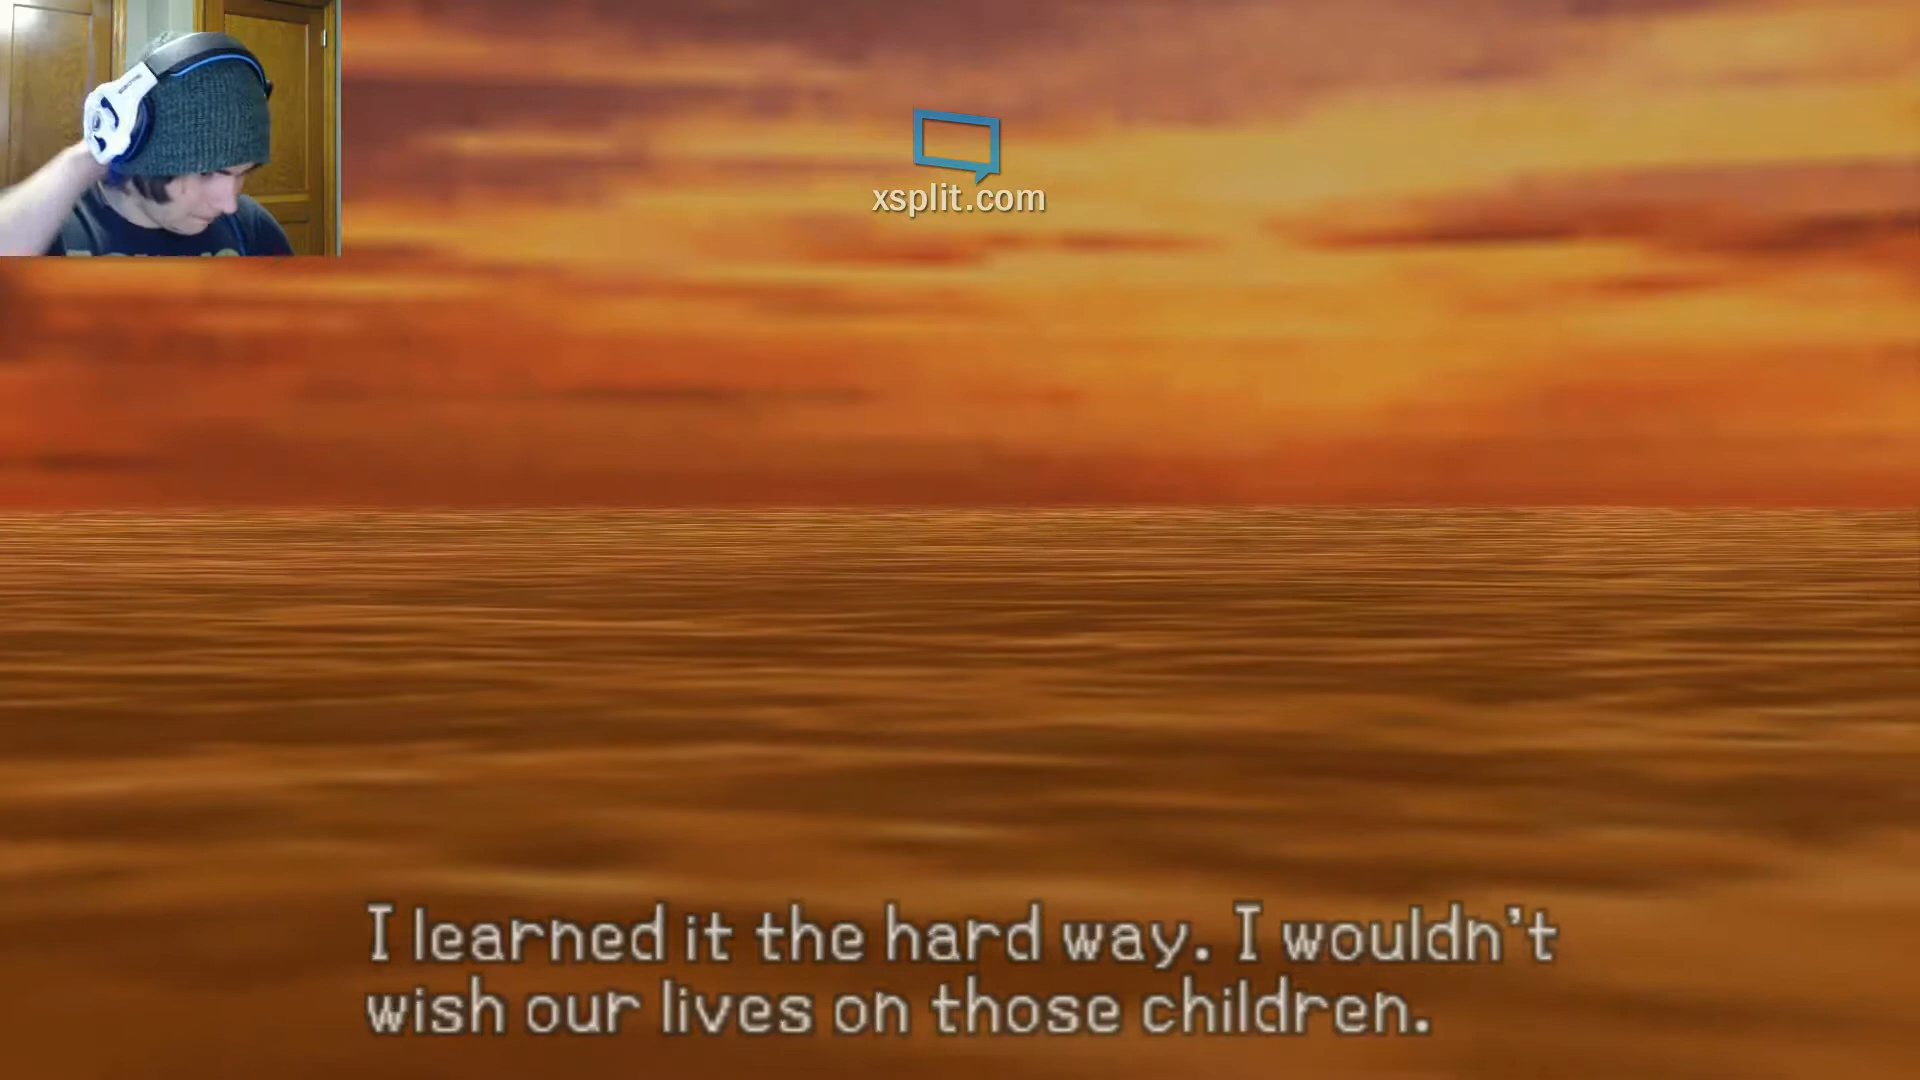 xsplit.com
I learned it the hard way. I wouldn't
wish our lives on those children.